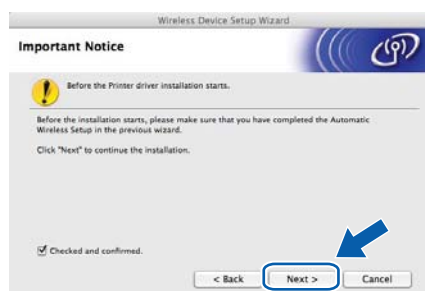 Wireless Device Setup Wizard
Important Notice
Before the Printer driver installation starts.
Before the installation starts, please make sure that you have completed the Automatic
Wireless Setup in the previous wizard.
Click "Next" to continue the installation.
Checked and confirmed.
< Back Next > Cancel